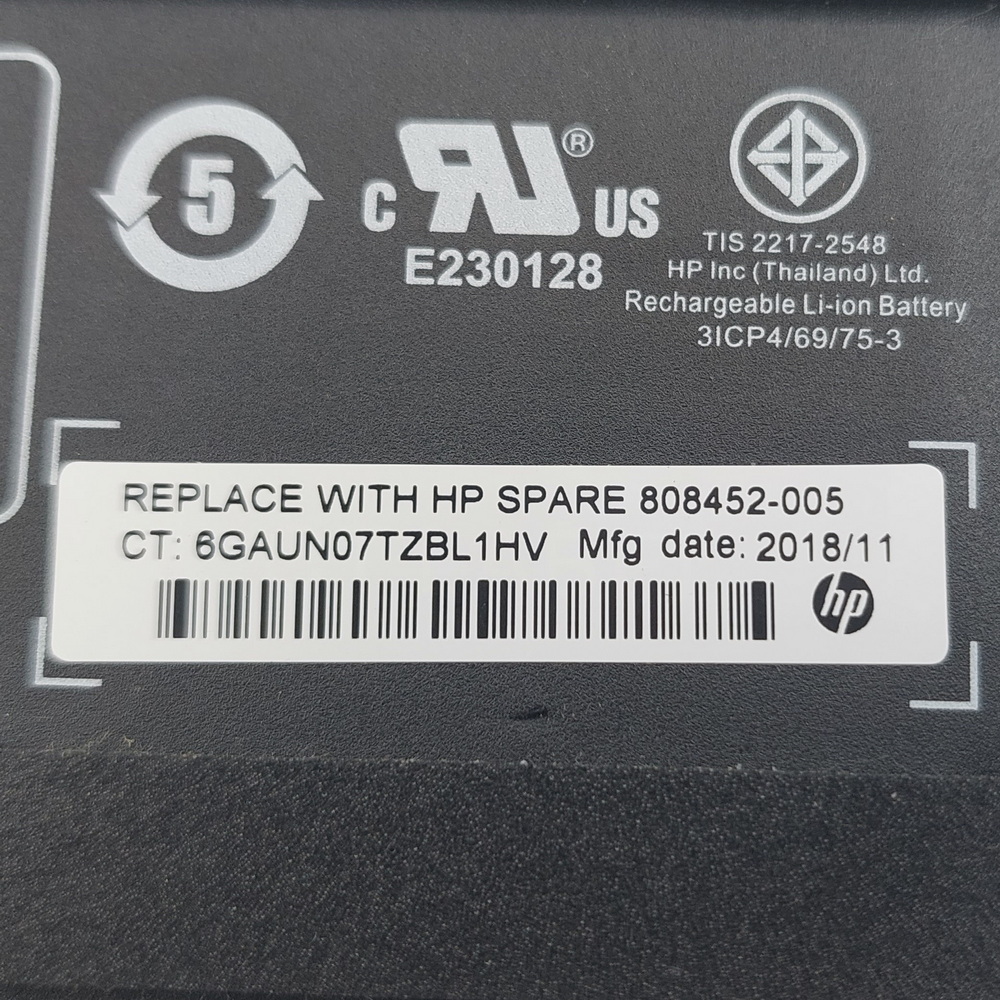 5
c RU ® US
E230128
TIS 2217-2548
HP Inc (Thailand) Ltd.
Rechargeable Li-ion Battery
3ICP4/69/75-3
REPLACE WITH HP SPARE 808452-005
CT: 6GAUN07TZBL1HV Mfg date: 2018/11
hp